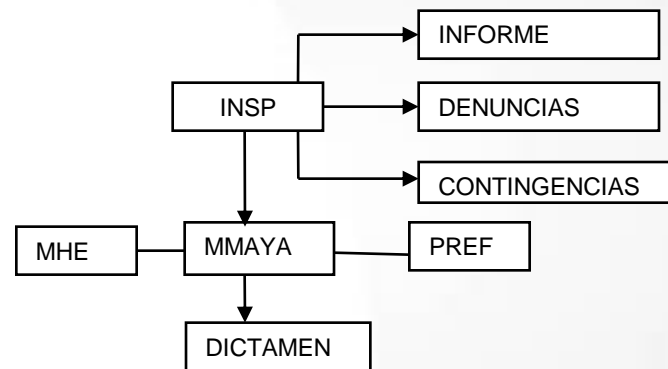 INFORME
INSP
DENUNCIAS
CONTINGENCIAS
MHE
MMAYA
PREF
DICTAMEN